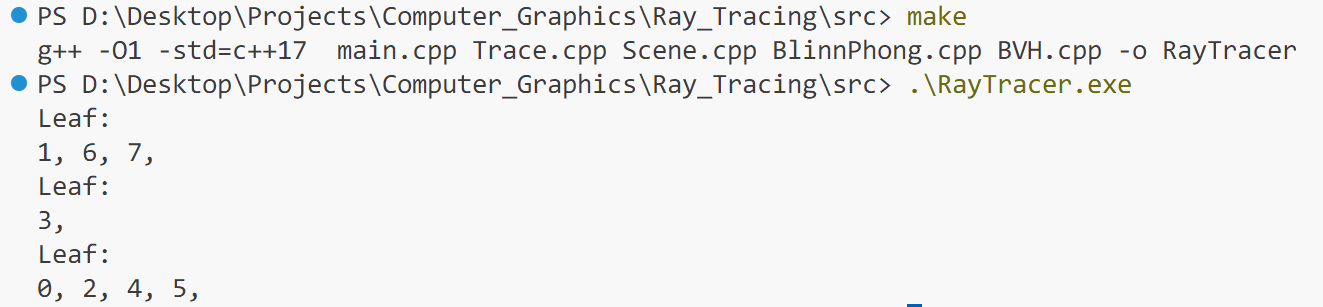 PS D:\Desktop\Projects\Computer_Graphics\Ray_Tracing\src> make
g++ -O1 -std=c++17  main.cpp Trace.cpp Scene.cpp BlinnPhong.cpp BVH.cpp -o RayTracer
PS D:\Desktop\Projects\Computer_Graphics\Ray_Tracing\src> .\RayTracer.exe
Leaf:
1, 6, 7,
Leaf:
3,
Leaf:
0, 2, 4, 5,